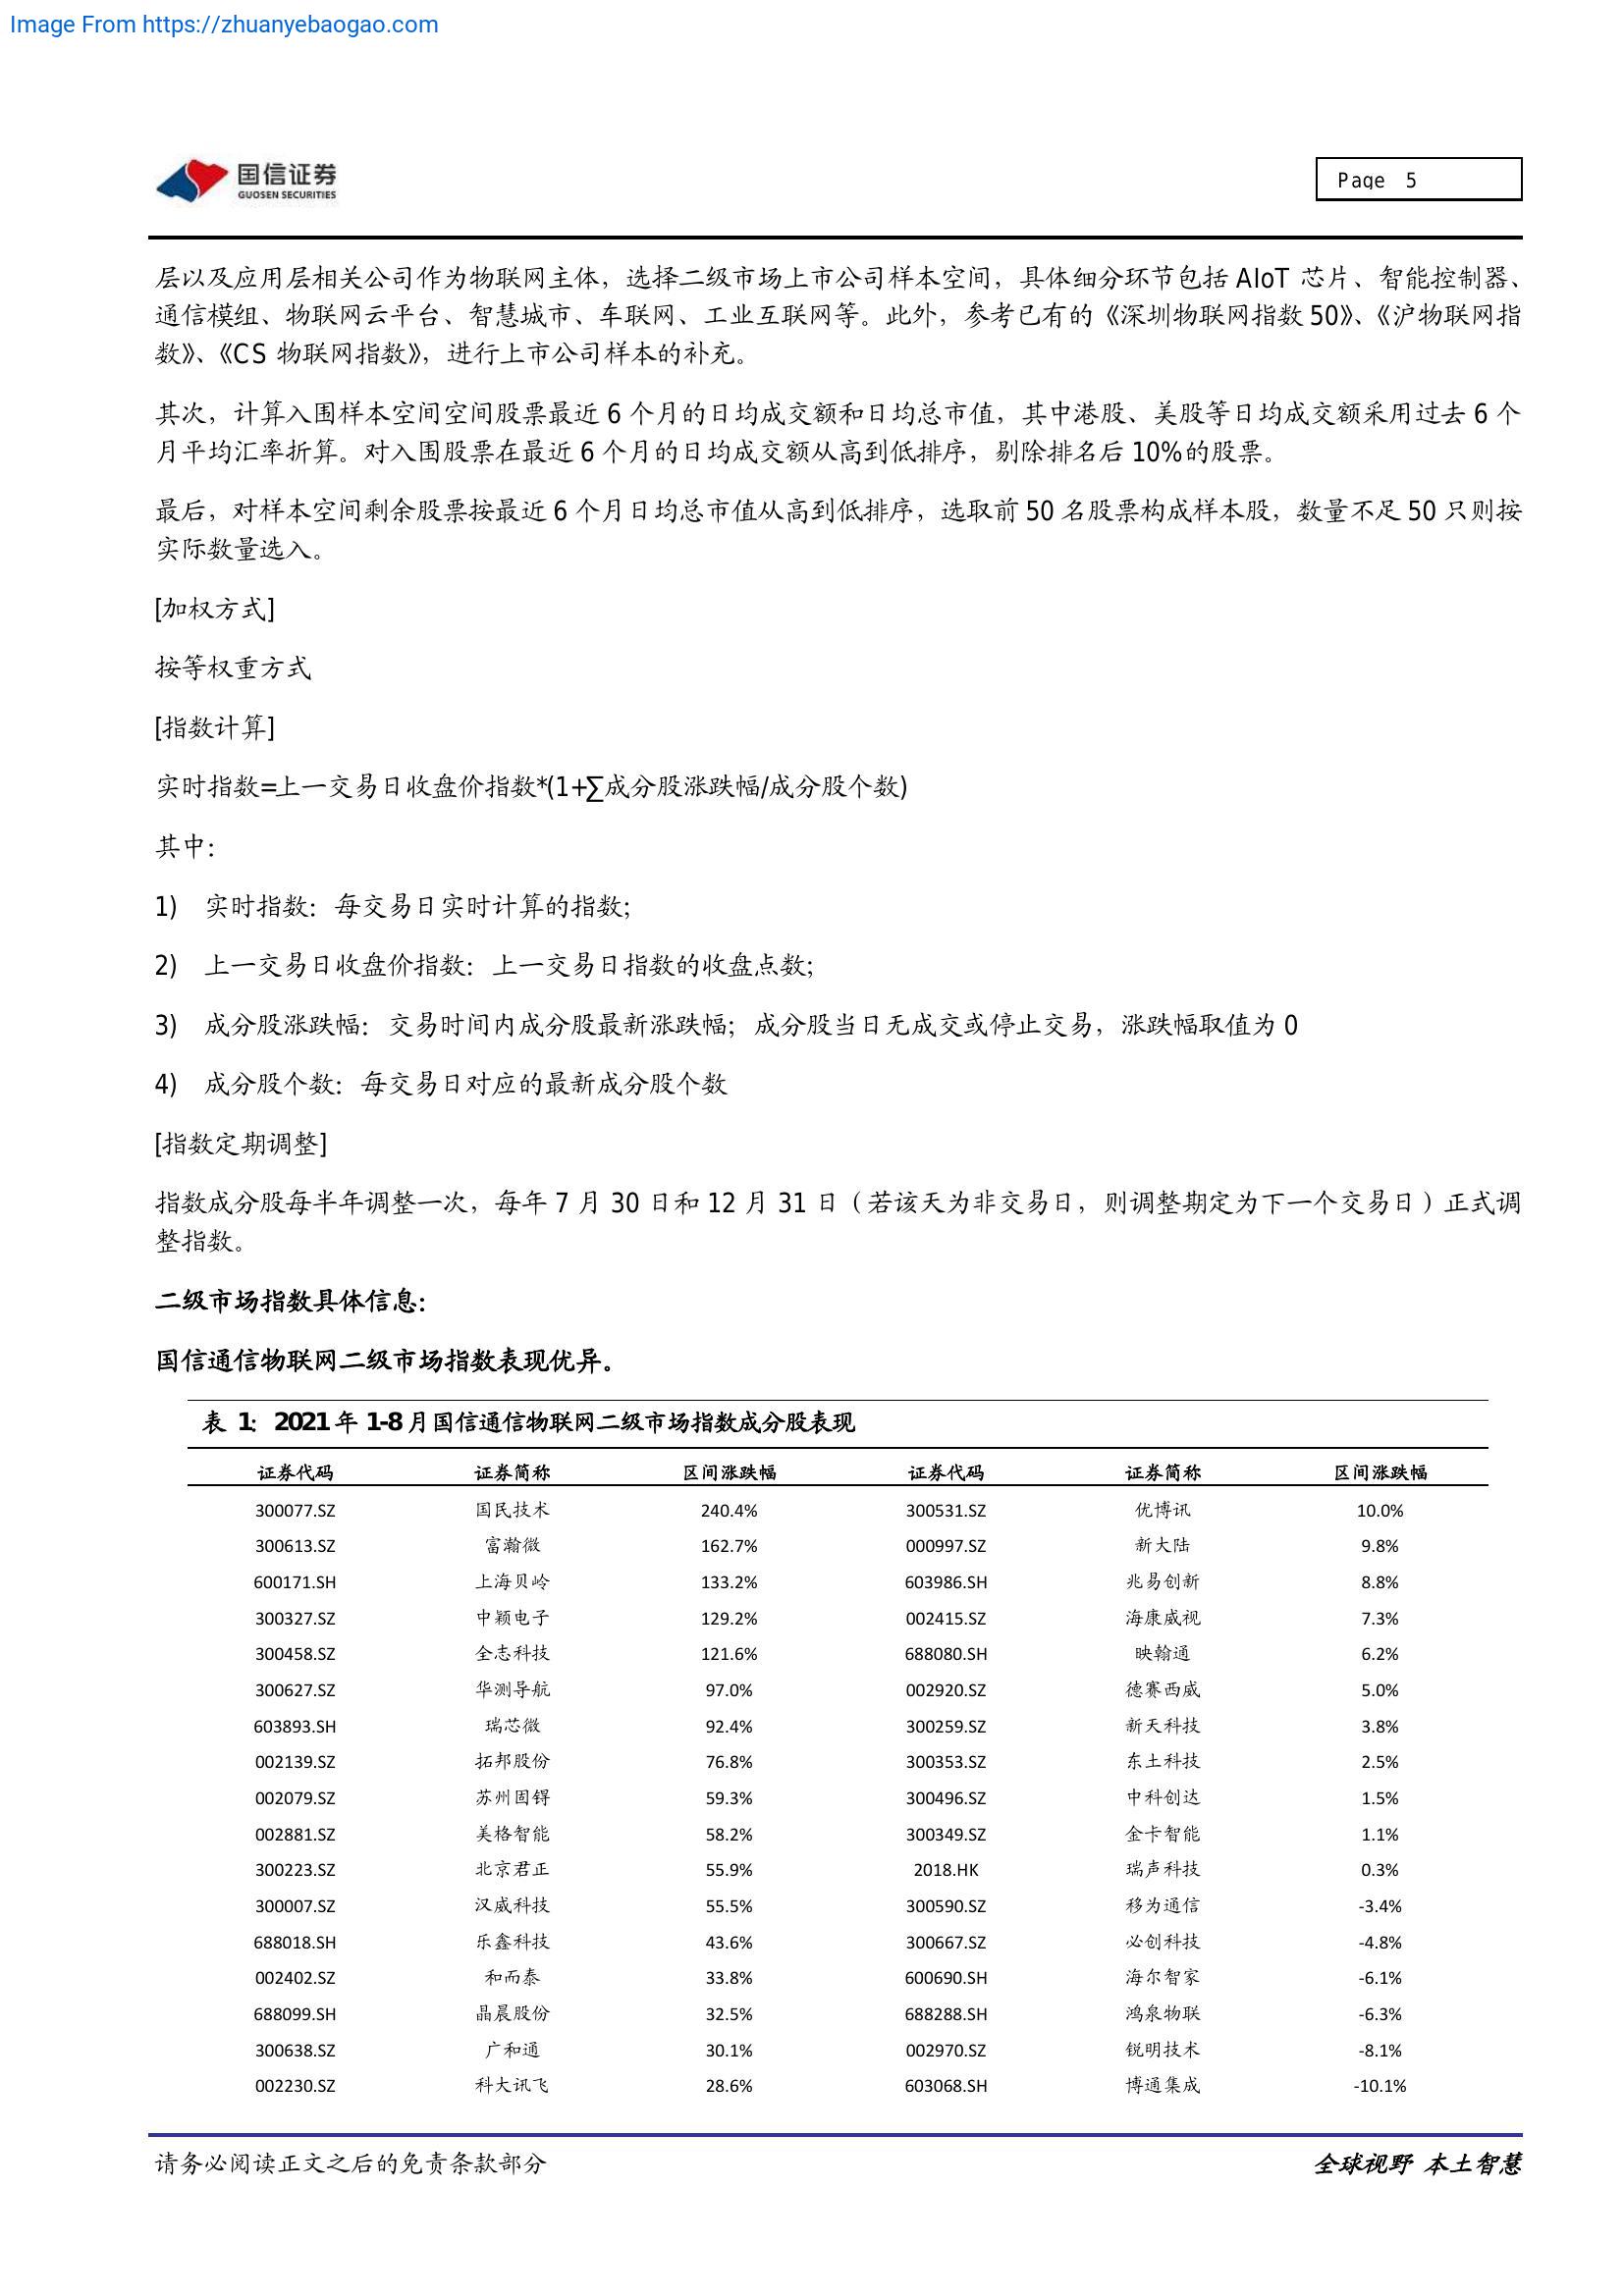 Image From https://zhuanyebaogao.com
国信证券
GUOSEN SECURITIES
Page 5
层以及应用层相关公司作为物联网主体，选择二级市场上市公司样本空间，具体细分环节包括 AIoT 芯片、智能控制器、
通信模组、物联网云平台、智慧城市、车联网、工业互联网等。此外，参考已有的《深圳物联网指数 50》、《沪物联网指
数》、《CS 物联网指数》，进行上市公司样本的补充。
其次，计算入围样本空间空间股票最近 6 个月的日均成交额和日均总市值，其中港股、美股等日均成交额采用过去 6 个
月平均汇率折算。对入围股票在最近 6 个月的日均成交额从高到低排序，剔除排名后 10%的股票。
最后，对样本空间剩余股票按最近 6 个月日均总市值从高到低排序，选取前 50 名股票构成样本股，数量不足 50 只则按
实际数量选入。
[加权方式]
按等权重方式
[指数计算]
实时指数=上一交易日收盘价指数*(1+∑成分股涨跌幅/成分股个数)
其中：
1) 实时指数：每交易日实时计算的指数；
2) 上一交易日收盘价指数：上一交易日指数的收盘点数；
3) 成分股涨跌幅：交易时间内成分股最新涨跌幅；成分股当日无成交或停止交易，涨跌幅取值为 0
4) 成分股个数：每交易日对应的最新成分股个数
[指数定期调整]
指数成分股每半年调整一次，每年 7 月 30 日和 12 月 31 日（若该天为非交易日，则调整期定为下一个交易日）正式调
整指数。
二级市场指数具体信息：
国信通信物联网二级市场指数表现优异。
表 1：2021 年 1-8 月国信通信物联网二级市场指数成分股表现
证券代码 证券简称 区间涨跌幅 证券代码 证券简称 区间涨跌幅
300077.SZ 国民技术 240.4% 300531.SZ 优博讯 10.0%
300613.SZ 富瀚微 162.7% 000997.SZ 新大陆 9.8%
600171.SH 上海贝岭 133.2% 603986.SH 兆易创新 8.8%
300327.SZ 中颖电子 129.2% 002415.SZ 海康威视 7.3%
300458.SZ 全志科技 121.6% 688080.SH 映翰通 6.2%
300627.SZ 华测导航 97.0% 002920.SZ 德赛西威 5.0%
603893.SH 瑞芯微 92.4% 300259.SZ 新天科技 3.8%
002139.SZ 拓邦股份 76.8% 300353.SZ 东土科技 2.5%
002079.SZ 苏州固锝 59.3% 300496.SZ 中科创达 1.5%
002881.SZ 美格智能 58.2% 300349.SZ 金卡智能 1.1%
300223.SZ 北京君正 55.9% 2018.HK 瑞声科技 0.3%
300007.SZ 汉威科技 55.5% 300590.SZ 移为通信 -3.4%
688018.SH 乐鑫科技 43.6% 300667.SZ 必创科技 -4.8%
002402.SZ 和而泰 33.8% 600690.SH 海尔智家 -6.1%
688099.SH 晶晨股份 32.5% 688288.SH 鸿泉物联 -6.3%
300638.SZ 广和通 30.1% 002970.SZ 锐明技术 -8.1%
002230.SZ 科大讯飞 28.6% 603068.SH 博通集成 -10.1%
请务必阅读正文之后的免责条款部分
全球视野 本土智慧